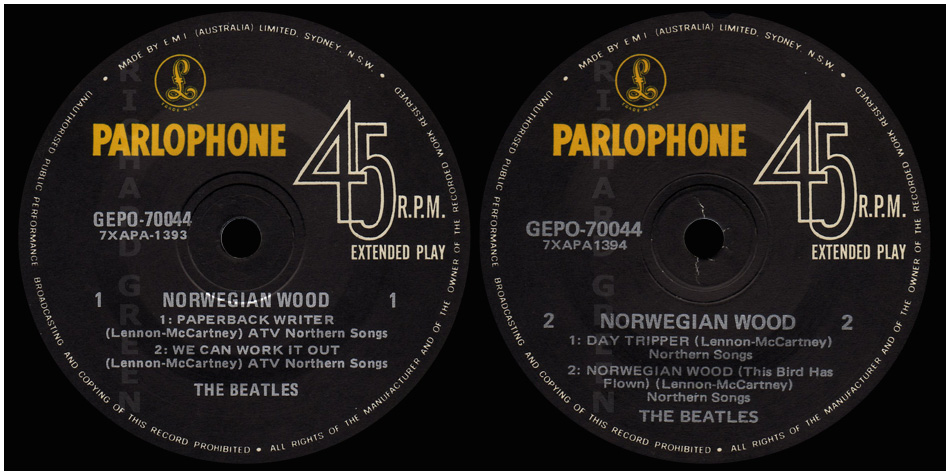 MADE BY E M I (AUSTRALIA) LIMITED, SYDNEY, N.S.W.
UNAUTHORISED PUBLIC PERFORMANCE BROADCASTING AND COPYING OF THIS RECORD PROHIBITED • ALL RIGHTS OF THE MANUFACTURER AND OF THE OWNER OF THE RECORDED WORK RESERVED
£
TRADE MARK
PARLOPHONE
45 R.P.M.
EXTENDED PLAY
GEPO-70044
7XAPA-1393
1 NORWEGIAN WOOD 1
1: PAPERBACK WRITER
(Lennon-McCartney) ATV Northern Songs
2: WE CAN WORK IT OUT
(Lennon-McCartney) ATV Northern Songs
THE BEATLES
RICHARD GREEN
MADE BY E M I (AUSTRALIA) LIMITED, SYDNEY, N.S.W.
UNAUTHORISED PUBLIC PERFORMANCE BROADCASTING AND COPYING OF THIS RECORD PROHIBITED • ALL RIGHTS OF THE MANUFACTURER AND OF THE OWNER OF THE RECORDED WORK RESERVED
£
TRADE MARK
PARLOPHONE
45 R.P.M.
EXTENDED PLAY
GEPO-70044
7XAPA1394
2 NORWEGIAN WOOD 2
1: DAY TRIPPER (Lennon-McCartney)
Northern Songs
2: NORWEGIAN WOOD (This Bird Has
Flown) (Lennon-McCartney)
Northern Songs
THE BEATLES
RICHARD GREEN